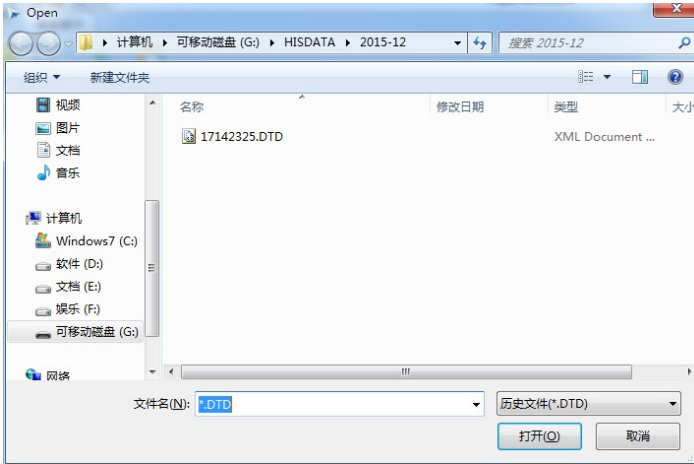 Open
计算机 ▸ 可移动磁盘 (G:) ▸ HISDATA ▸ 2015-12
搜索 2015-12
组织 新建文件夹
名称 修改日期 类型 大小
17142325.DTD XML Document ...
视频
图片
文档
音乐
计算机
Windows7 (C:)
软件 (D:)
文档 (E:)
娱乐 (F:)
可移动磁盘 (G:)
网络
文件名(N): *.DTD 历史文件(*.DTD)
打开(O) 取消